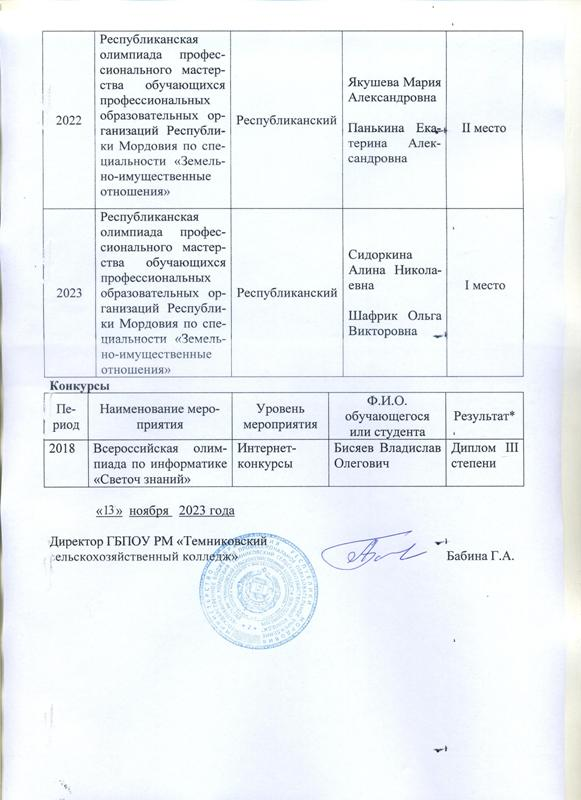 2022
Республиканская
олимпиада профес-
сионального мастер-
ства обучающихся
профессиональных
образовательных ор-
ганизаций Республи-
ки Мордовия по спе-
циальности «Земель-
но-имущественные
отношения»
Республиканский
Якушева Мария
Александровна
Панькина Ека-
терина Алек-
сандровна
II место
2023
Республиканская
олимпиада профес-
сионального мастер-
ства обучающихся
профессиональных
образовательных ор-
ганизаций Республи-
ки Мордовия по спе-
циальности «Земель-
но-имущественные
отношения»
Республиканский
Сидоркина
Алина Никола-
евна
Шафрик Ольга
Викторовна
I место
Конкурсы
Пе-
риод
Наименование меро-
приятия
Уровень
мероприятия
Ф.И.О.
обучающегося
или студента
Результат*
2018
Всероссийская олим-
пиада по информатике
«Светоч знаний»
Интернет-
конкурсы
Бисяев Владислав
Олегович
Диплом III
степени
«13» ноября 2023 года
Директор ГБПОУ РМ «Темниковский
сельскохозяйственный колледж»
Бабина Г.А.